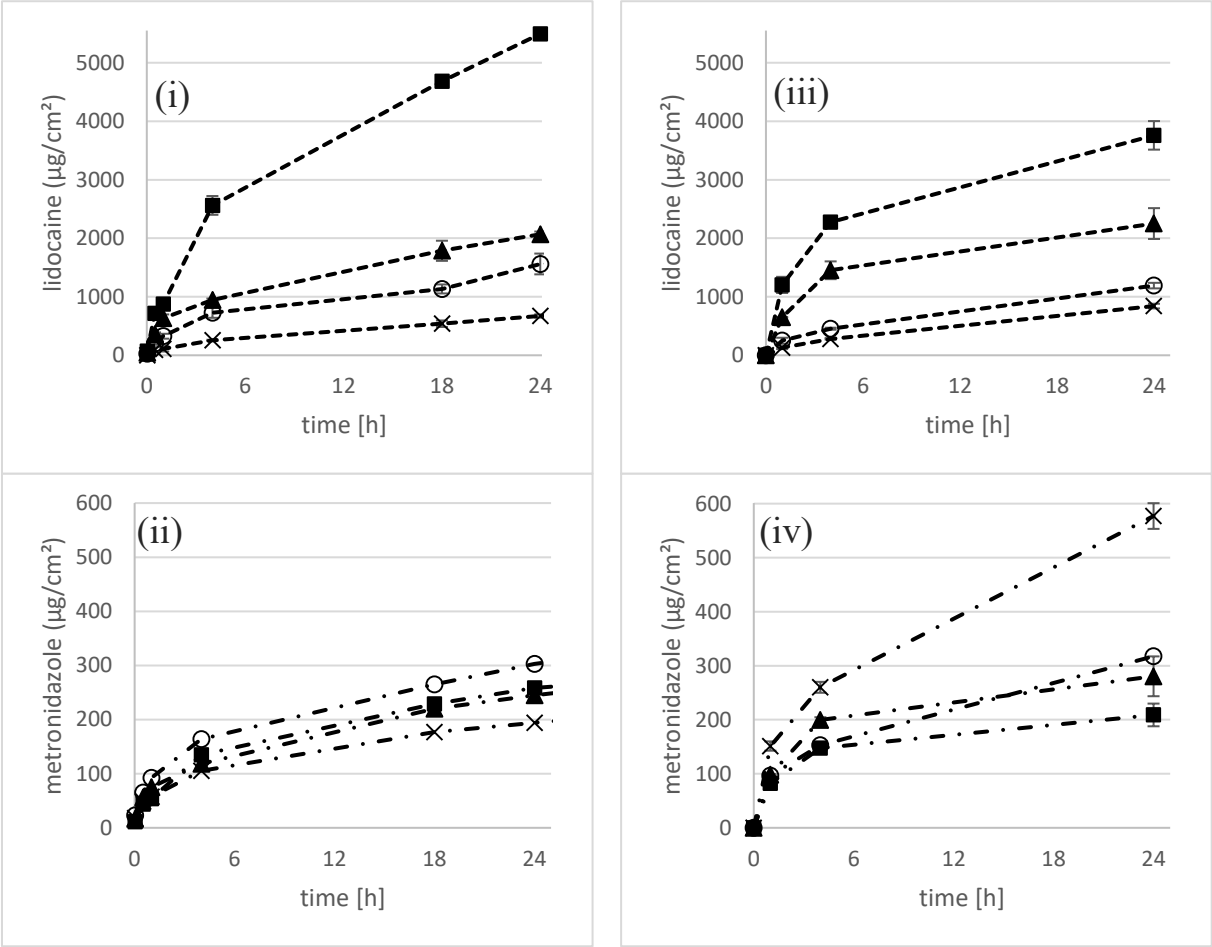 5000
4000
3000
2000
1000
0
lidocaine (µg/cm²)
(i)
0 6 12 18 24
time [h]
5000
4000
3000
2000
1000
0
lidocaine (µg/cm²)
(iii)
0 6 12 18 24
time [h]
600
500
400
300
200
100
0
metronidazole (µg/cm²)
(ii)
0 6 12 18 24
time [h]
600
500
400
300
200
100
0
metronidazole (µg/cm²)
(iv)
0 6 12 18 24
time [h]